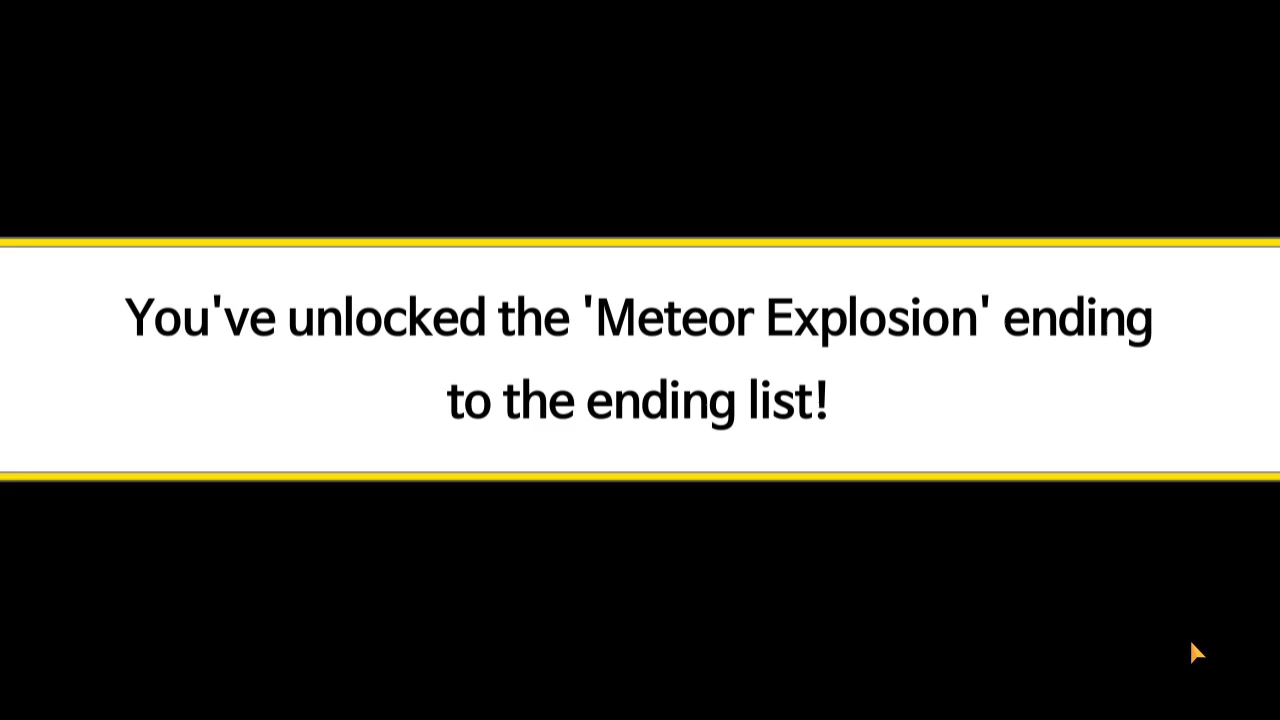 You've unlocked the 'Meteor Explosion' ending
to the ending list!